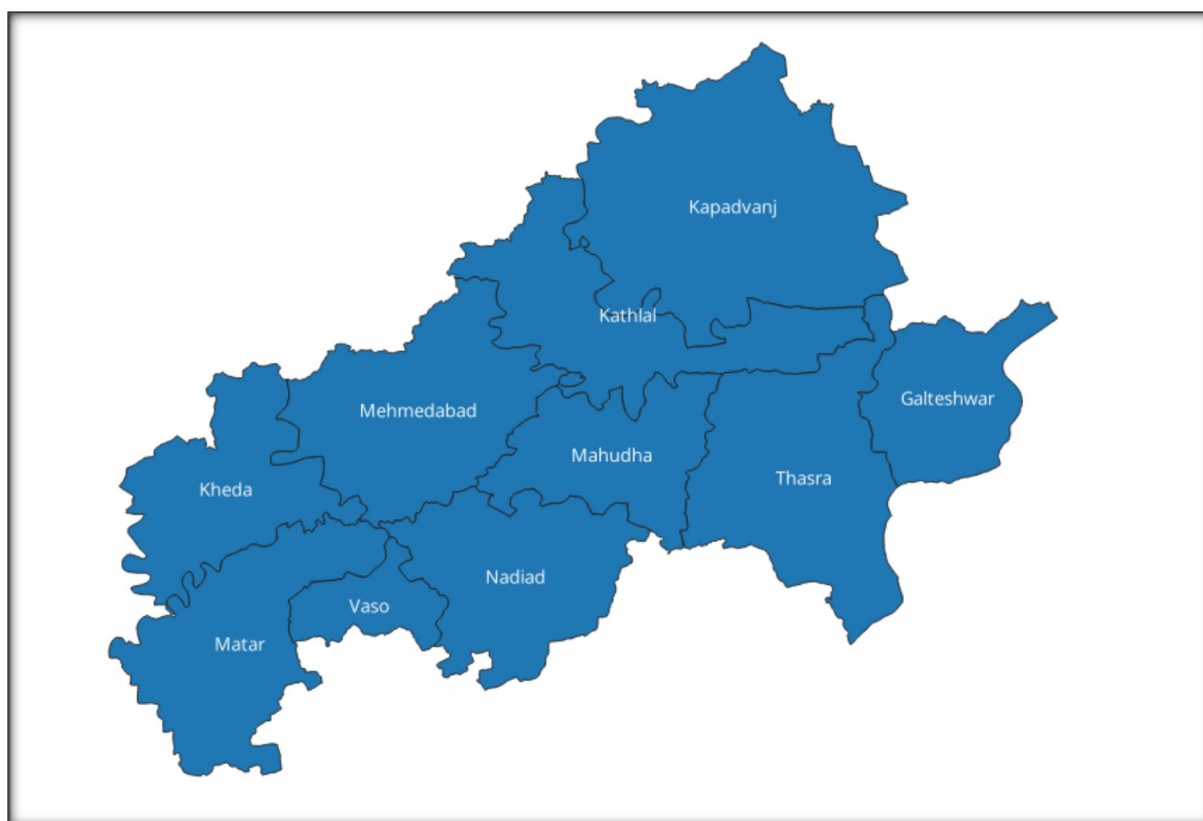 Kapadvanj
Kathlal
Galteshwar
Mehmedabad
Mahudha
Thasra
Kheda
Nadiad
Vaso
Matar